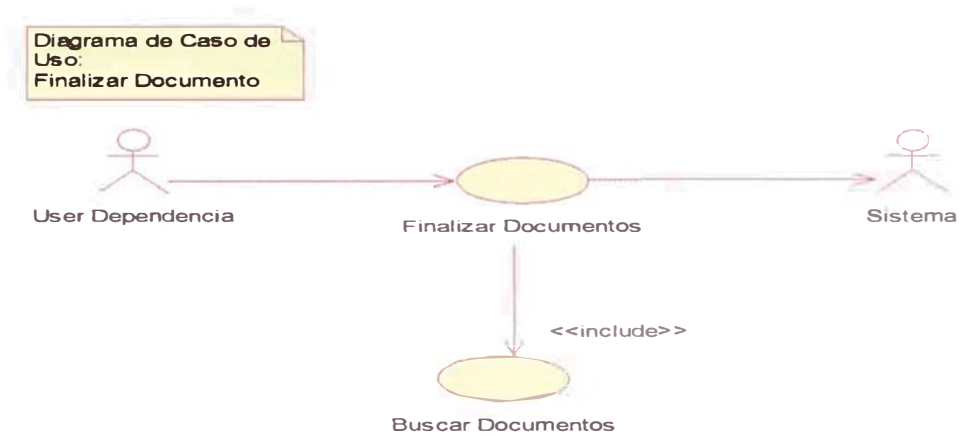 Diagrama de Caso de
Uso:
Finalizar Documento
User Dependencia
Finalizar Documentos
Sistema
<<include>>
Buscar Documentos